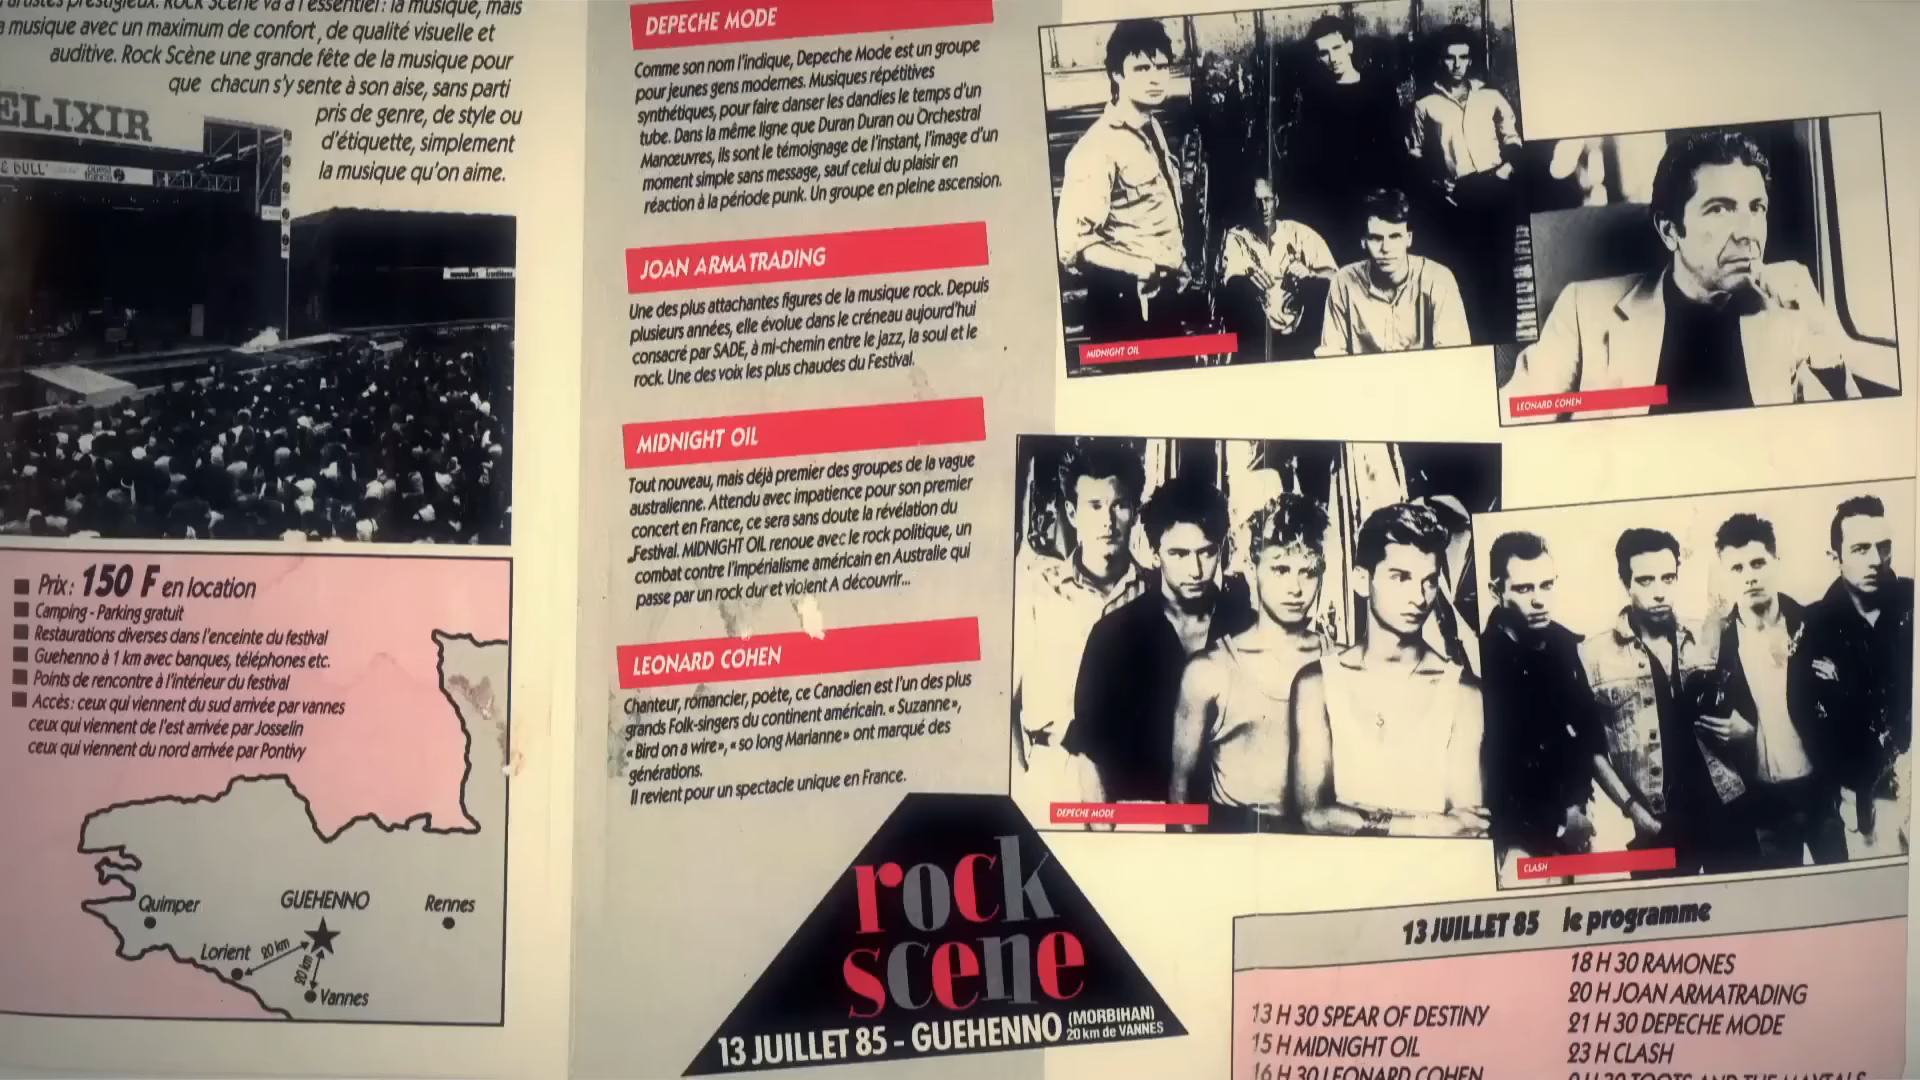 artistes prestigieux. Rock Scène va à l'essentiel: la musique, mais
la musique avec un maximum de confort, de qualité visuelle et
auditive. Rock Scène une grande fête de la musique pour
que chacun s'y sente à son aise, sans parti
pris de genre, de style ou
d'étiquette, simplement
la musique qu'on aime.
ELIXIR
& BULL'
ouest
france
■ Prix: 150 F en location
■ Camping - Parking gratuit
■ Restaurations diverses dans l'enceinte du festival
■ Guehenno à 1 km avec banques, téléphones etc.
■ Points de rencontre à l'intérieur du festival
■ Accès: ceux qui viennent du sud arrivée par vannes
ceux qui viennent de l'est arrivée par Josselin
ceux qui viennent du nord arrivée par Pontivy
Quimper
GUEHENNO
Rennes
Lorient
20 km
20 km
Vannes
DEPECHE MODE
Comme son nom l'indique, Depeche Mode est un groupe
pour jeunes gens modernes. Musiques répétitives
synthétiques, pour faire danser les dandies le temps d'un
tube. Dans la même ligne que Duran Duran ou Orchestral
Manœuvres, ils sont le témoignage de l'instant, l'image d'un
moment simple sans message, sauf celui du plaisir en
réaction à la période punk. Un groupe en pleine ascension.
JOAN ARMATRADING
Une des plus attachantes figures de la musique rock. Depuis
plusieurs années, elle évolue dans le créneau aujourd'hui
consacré par SADE, à mi-chemin entre le jazz, la soul et le
rock. Une des voix les plus chaudes du Festival.
MIDNIGHT OIL
Tout nouveau, mais déjà premier des groupes de la vague
australienne. Attendu avec impatience pour son premier
concert en France, ce sera sans doute la révélation du
Festival. MIDNIGHT OIL renoue avec le rock politique, un
combat contre l'impérialisme américain en Australie qui
passe par un rock dur et violent A découvrir...
LEONARD COHEN
Chanteur, romancier, poète, ce Canadien est l'un des plus
grands Folk-singers du continent américain. « Suzanne »,
« Bird on a wire », « so long Marianne » ont marqué des
générations.
Il revient pour un spectacle unique en France.
rock
scene
13 JUILLET 85 - GUEHENNO (MORBIHAN)
20 km de VANNES
MIDNIGHT OIL
LEONARD COHEN
DEPECHE MODE
CLASH
13 JUILLET 85 le programme
13 H 30 SPEAR OF DESTINY
15 H MIDNIGHT OIL
16 H 30 LEONARD COHEN
18 H 30 RAMONES
20 H JOAN ARMATRADING
21 H 30 DEPECHE MODE
23 H CLASH
0 H 30 TOOTS AND THE MAYTALS